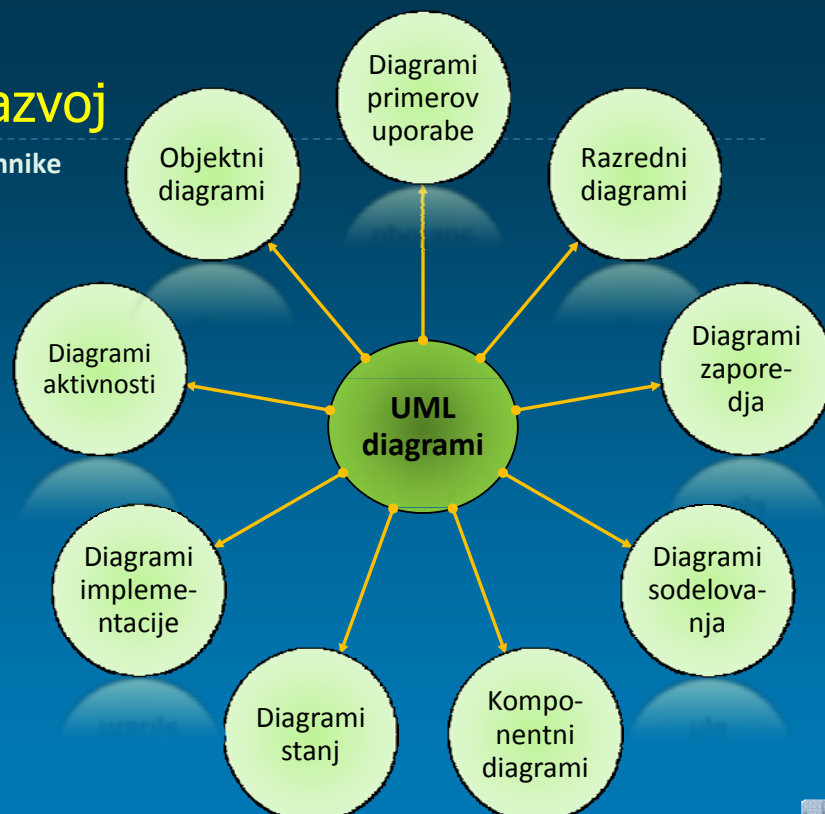 azvoj
hnike
Diagrami
primerov
uporabe
Razredni
diagrami
Diagrami
zapore-
dja
Diagrami
sodelova-
nja
Kompo-
nentni
diagrami
Diagrami
stanj
Diagrami
impleme-
ntacije
Diagrami
aktivnosti
Objektni
diagrami
UML
diagrami